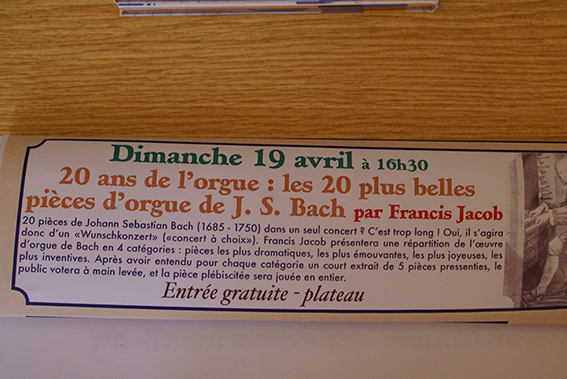 Dimanche 19 avril à 16h30
20 ans de l'orgue : les 20 plus belles
pièces d'orgue de J. S. Bach par Francis Jacob
20 pièces de Johann Sebastian Bach (1685 - 1750) dans un seul concert ? C'est trop long ! Oui, il s'agira
donc d'un «Wunschkonzert» («concert à choix»). Francis Jacob présentera une répartition de l'œuvre
d'orgue de Bach en 4 catégories : pièces les plus dramatiques, les plus émouvantes, les plus joyeuses, les
plus inventives. Après avoir entendu pour chaque catégorie un court extrait de 5 pièces pressenties, le
public votera à main levée, et la pièce plébiscitée sera jouée en entier.
Entrée gratuite - plateau